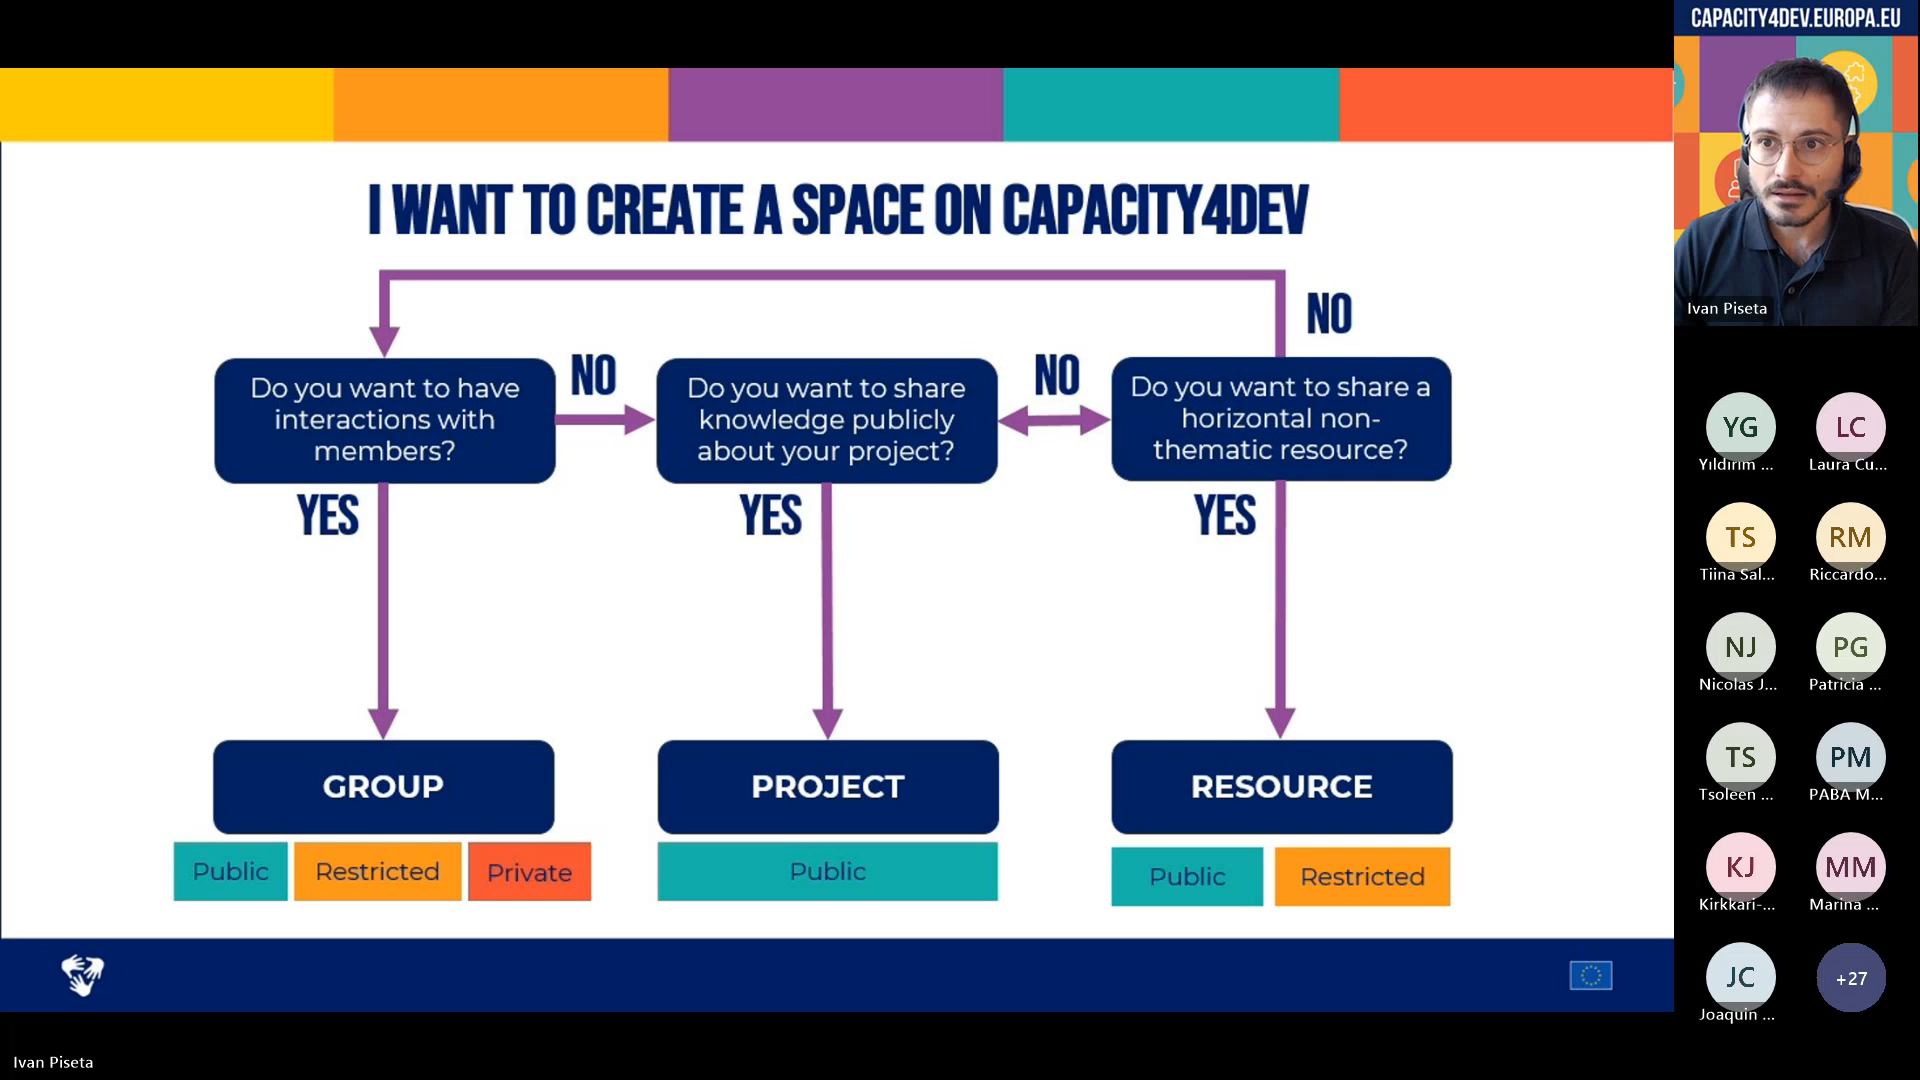 CAPACITY4DEV.EUROPA.EU
I WANT TO CREATE A SPACE ON CAPACITY4DEV
NO
Do you want to have
interactions with
members?
NO
Do you want to share
knowledge publicly
about your project?
NO
Do you want to share a
horizontal non-
thematic resource?
YES
YES
YES
GROUP
PROJECT
RESOURCE
Public
Restricted
Private
Public
Public
Restricted
Ivan Piseta
YG
Yıldırım ...
LC
Laura Cu...
TS
Tiina Sal...
RM
Riccardo...
NJ
Nicolas J...
PG
Patricia ...
TS
Tsoleen ...
PM
PABA M...
KJ
Kirkkari-...
MM
Marina ...
JC
Joaquin ...
+27
Ivan Piseta